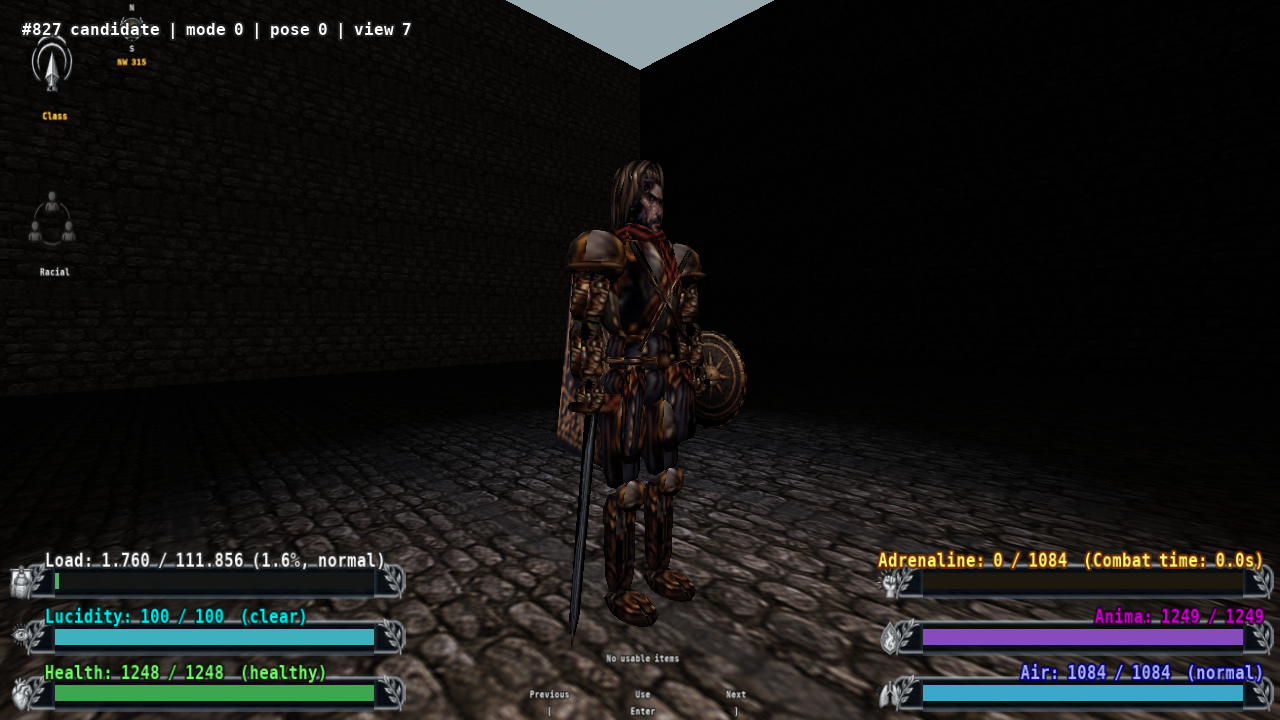 #827 candidate | mode 0 | pose 0 | view 7
N
S
NW 315
Class
Racial
Load: 1.760 / 111.856 (1.6%, normal)
Lucidity: 100 / 100 (clear)
Health: 1248 / 1248 (healthy)
Adrenaline: 0 / 1084 (Combat time: 0.0s)
Anima: 1249 / 1249
Air: 1084 / 1084 (normal)
No usable items
Previous Use Next
[ Enter ]